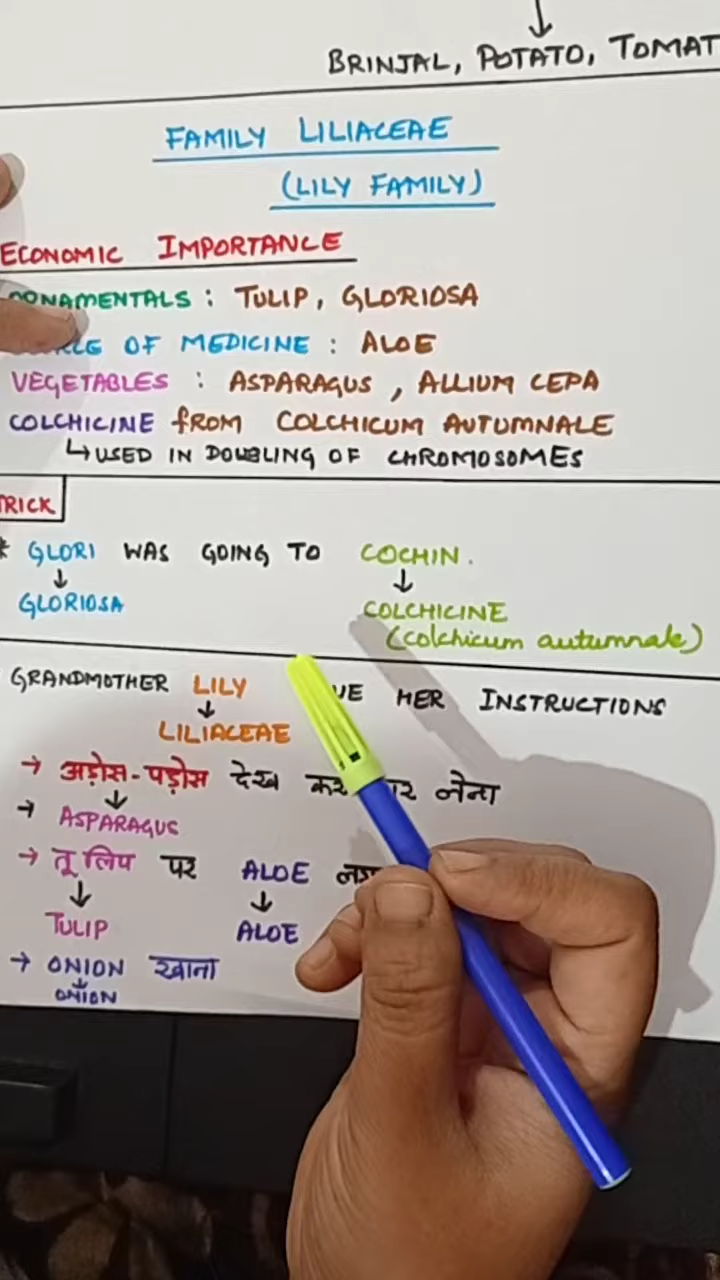 BRINJAL, POTATO, TOMAT
FAMILY LILIACEAE
(LILY FAMILY)
ECONOMIC IMPORTANCE
ORNAMENTALS : TULIP, GLORIOSA
OF MEDICINE : ALOE
VEGETABLES : ASPARAGUS, ALLIUM CEPA
COLCHICINE fROM COLCHICUM AUTUMNALE
↳ USED IN DOUBLING OF CHROMOSOMES
TRICK
* GLORI WAS GOING TO COCHIN.
↓ ↓
GLORIOSA COLCHICINE
(colchicum autumnale)
GRANDMOTHER LILY HER INSTRUCTIONS
↓
LILIACEAE
→ अड़ोस-पड़ोस देख कर लेना
↓
→ ASPARAGUS
→ तू लिप पर ALOE
↓ ↓
TULIP ALOE
→ ONION खाना
↓
ONION